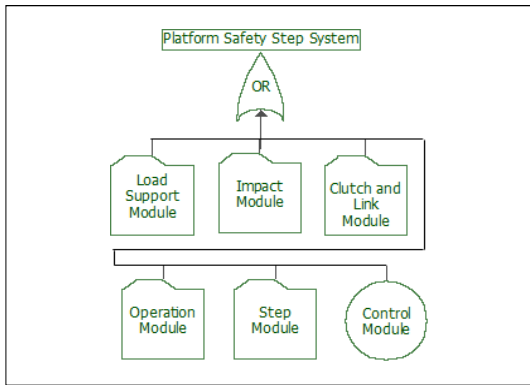 Platform Safety Step System
OR
Load
Support
Module
Impact
Module
Clutch and
Link
Module
Operation
Module
Step
Module
Control
Module